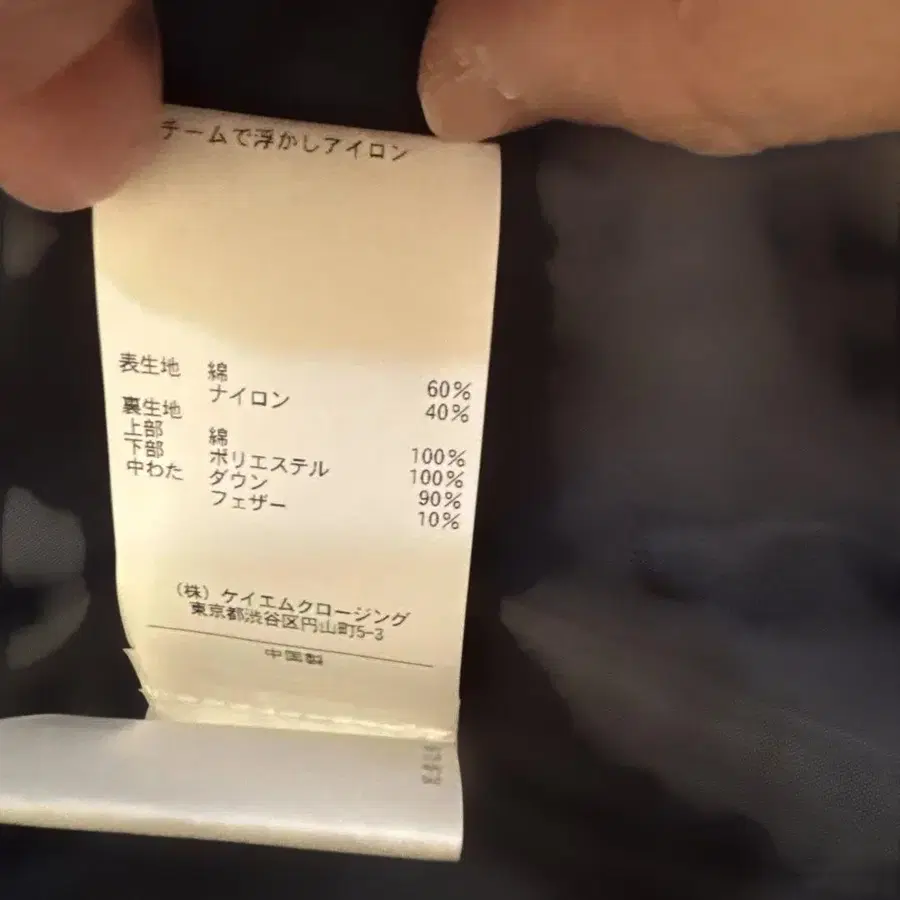 チームで浮かしアイロン
表生地 綿 60%
ナイロン 40%
裏生地
上部 綿 100%
下部 ポリエステル 100%
中わた ダウン 90%
フェザー 10%
(株) ケイエムクロージング
東京都渋谷区円山町5-3
中国製